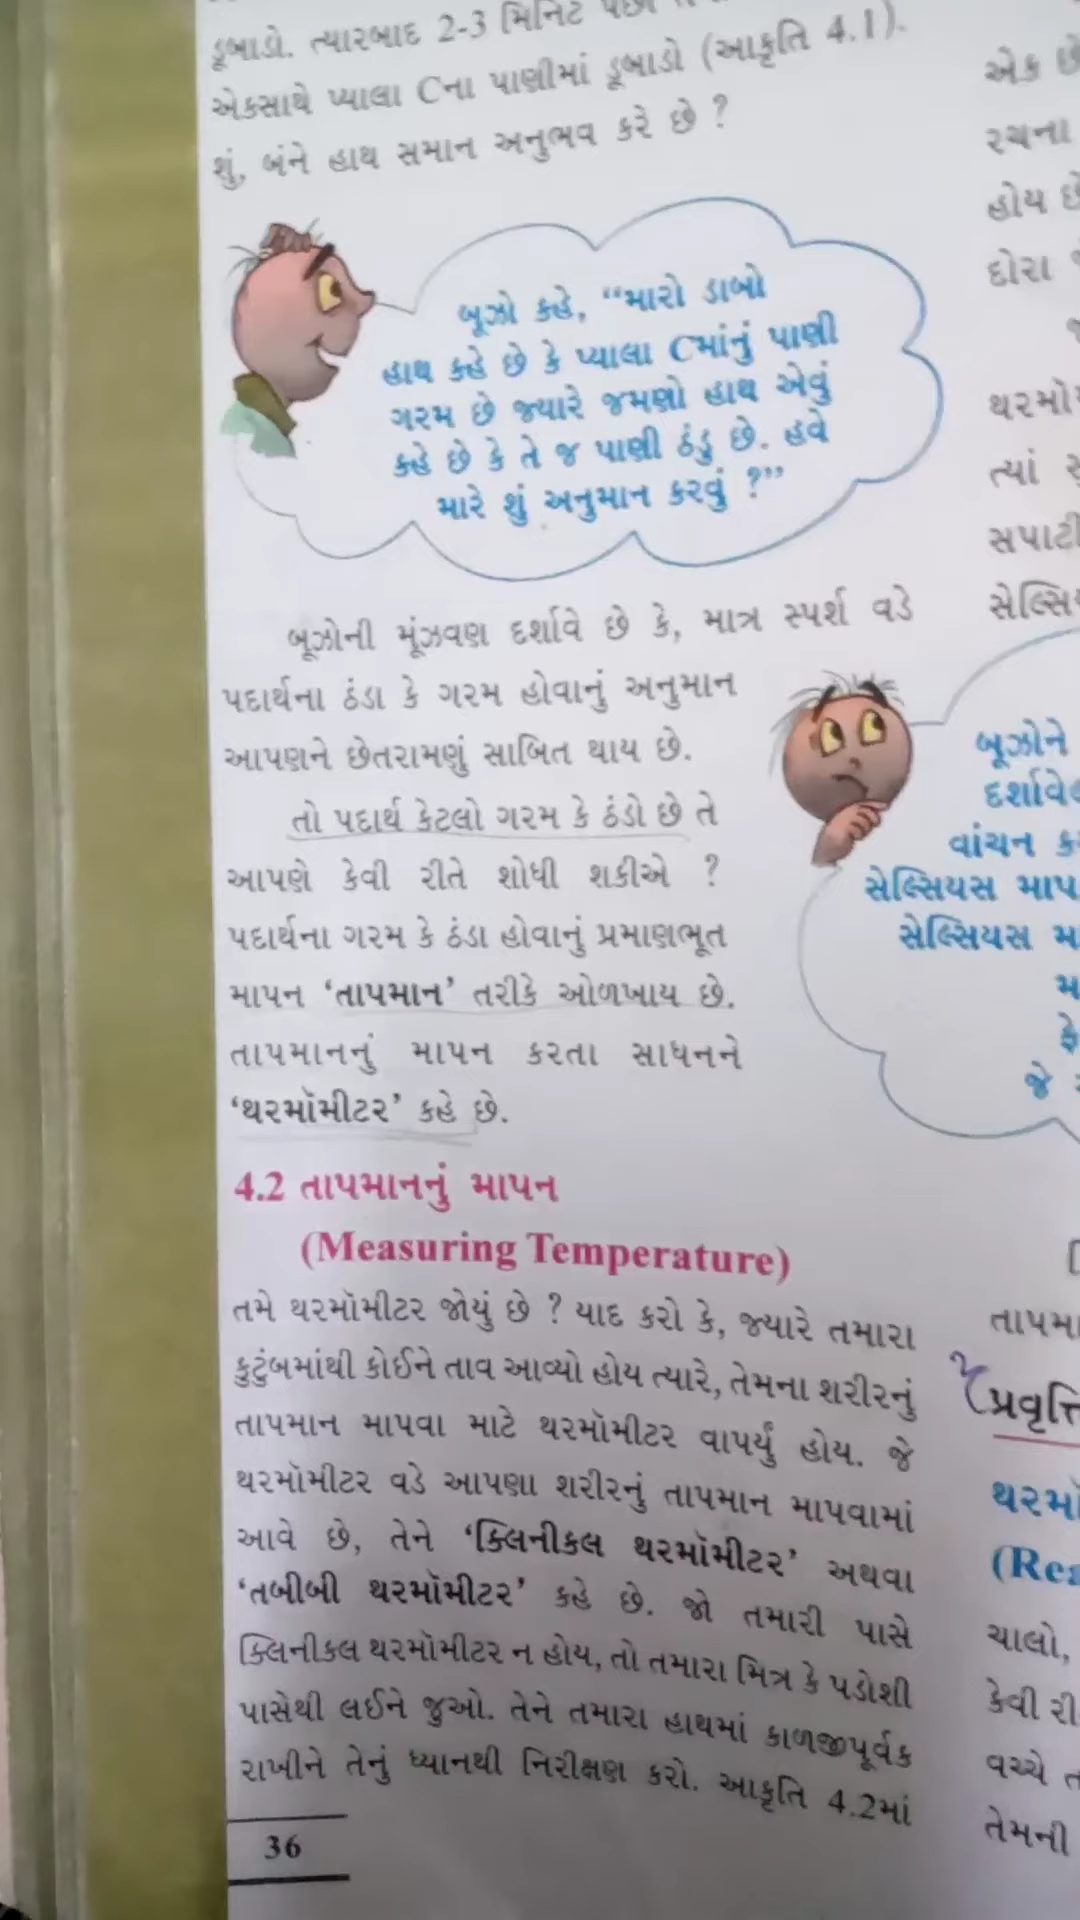 ડૂબાડો. ત્યારબાદ 2-3 મિનિટ પછી
એકસાથે પ્યાલા Cના પાણીમાં ડૂબાડો (આકૃતિ 4.1).
શું, બંને હાથ સમાન અનુભવ કરે છે ?
બૂઝો કહે, “મારો ડાબો
હાથ કહે છે કે પ્યાલા Cમાંનું પાણી
ગરમ છે જ્યારે જમણો હાથ એવું
કહે છે કે તે જ પાણી ઠંડુ છે. હવે
મારે શું અનુમાન કરવું ?”
બૂઝોની મૂંઝવણ દર્શાવે છે કે, માત્ર સ્પર્શ વડે
પદાર્થના ઠંડા કે ગરમ હોવાનું અનુમાન
આપણને છેતરામણું સાબિત થાય છે.
તો પદાર્થ કેટલો ગરમ કે ઠંડો છે તે
આપણે કેવી રીતે શોધી શકીએ ?
પદાર્થના ગરમ કે ઠંડા હોવાનું પ્રમાણભૂત
માપન ‘તાપમાન’ તરીકે ઓળખાય છે.
તાપમાનનું માપન કરતા સાધનને
‘થરમૉમીટર’ કહે છે.
4.2 તાપમાનનું માપન
(Measuring Temperature)
તમે થરમૉમીટર જોયું છે ? યાદ કરો કે, જ્યારે તમારા
કુટુંબમાંથી કોઈને તાવ આવ્યો હોય ત્યારે, તેમના શરીરનું
તાપમાન માપવા માટે થરમૉમીટર વાપર્યું હોય. જે
થરમૉમીટર વડે આપણા શરીરનું તાપમાન માપવામાં
આવે છે, તેને ‘ક્લિનીકલ થરમૉમીટર’ અથવા
‘તબીબી થરમૉમીટર’ કહે છે. જો તમારી પાસે
ક્લિનીકલ થરમૉમીટર ન હોય, તો તમારા મિત્ર કે પડોશી
પાસેથી લઈને જુઓ. તેને તમારા હાથમાં કાળજીપૂર્વક
રાખીને તેનું ધ્યાનથી નિરીક્ષણ કરો. આકૃતિ 4.2માં
36
એક
રચના
હોય
દોરા
ત્યાં
સપાટી
બૂઝોને
વાંચન
સેલ્સિયસ માપ
સેલ્સિયસ
જે
ચાલો,
કેવી
વચ્ચે
તેમની